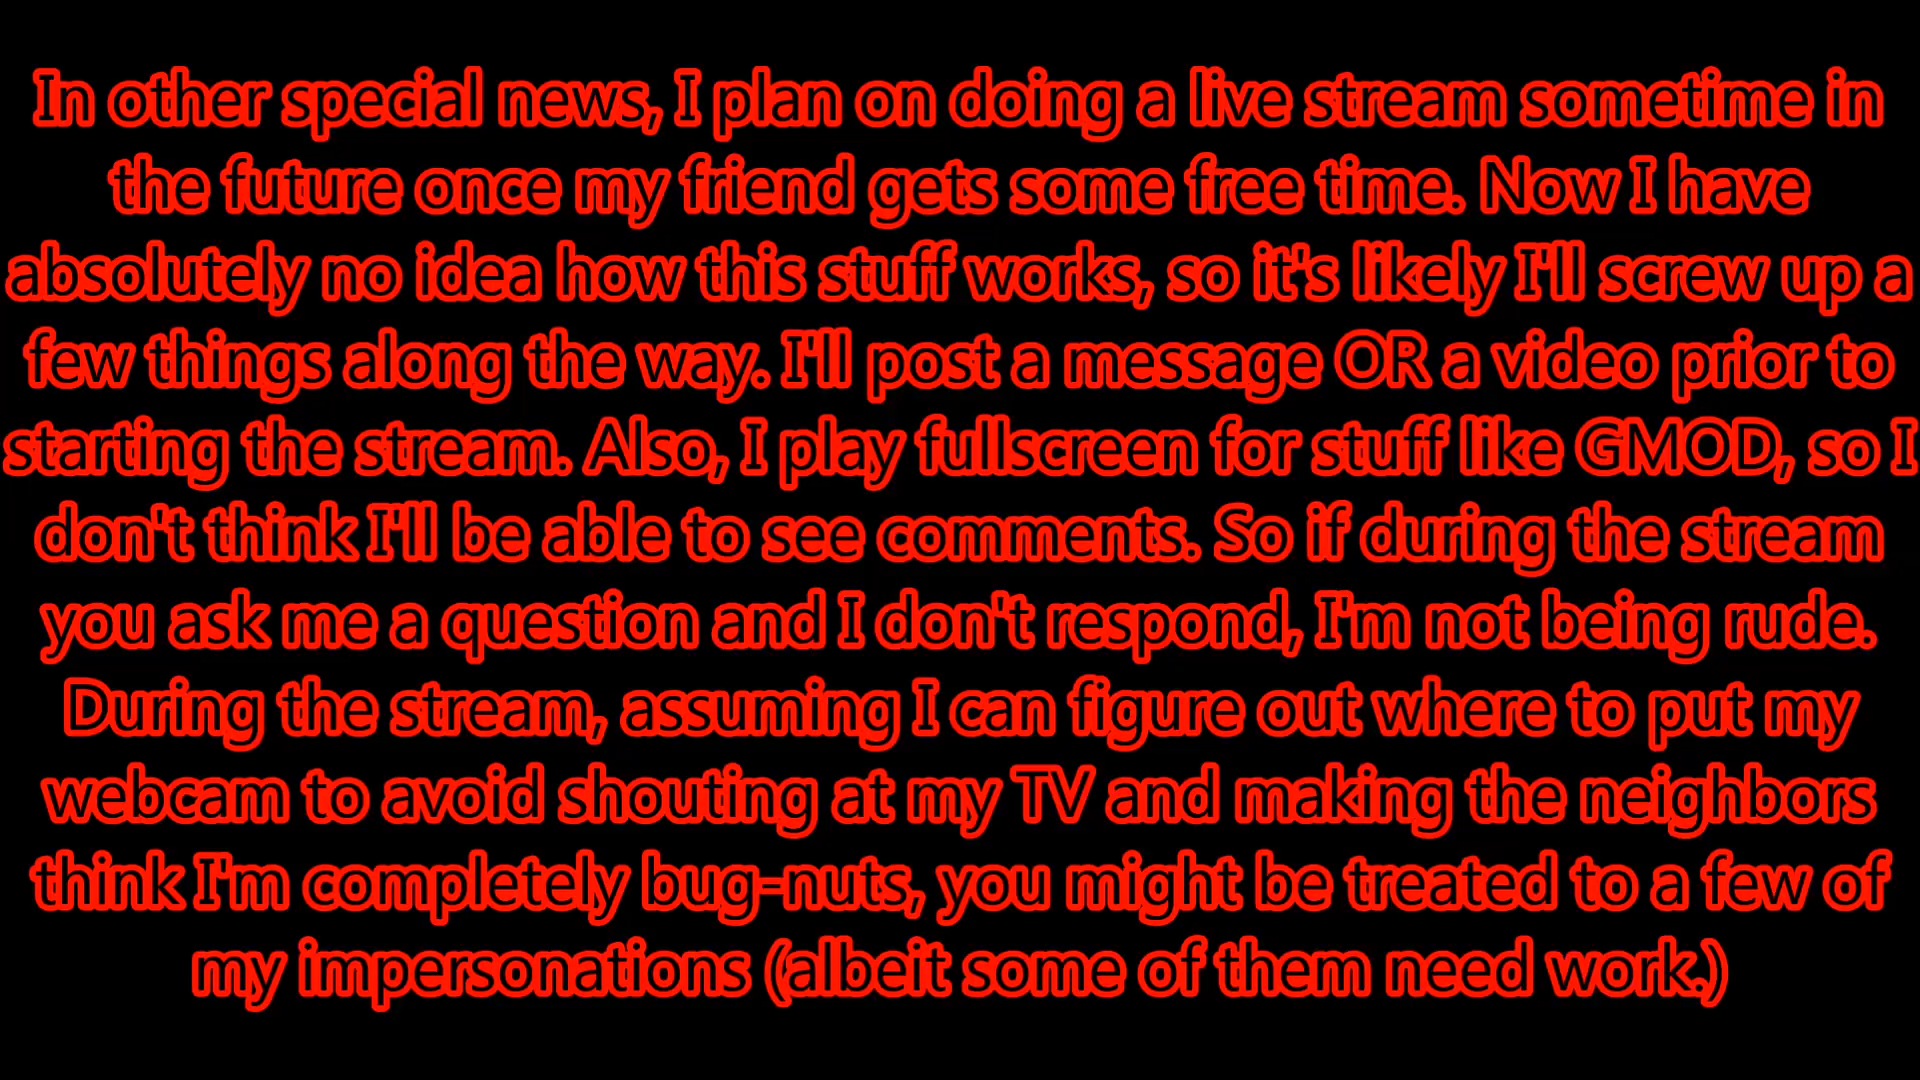 In other special news, I plan on doing a live stream sometime in
the future once my friend gets some free time. Now I have
absolutely no idea how this stuff works, so it's likely I'll screw up a
few things along the way. I'll post a message OR a video prior to
starting the stream. Also, I play fullscreen for stuff like GMOD, so I
don't think I'll be able to see comments. So if during the stream
you ask me a question and I don't respond, I'm not being rude.
During the stream, assuming I can figure out where to put my
webcam to avoid shouting at my TV and making the neighbors
think I'm completely bug-nuts, you might be treated to a few of
my impersonations (albeit some of them need work.)